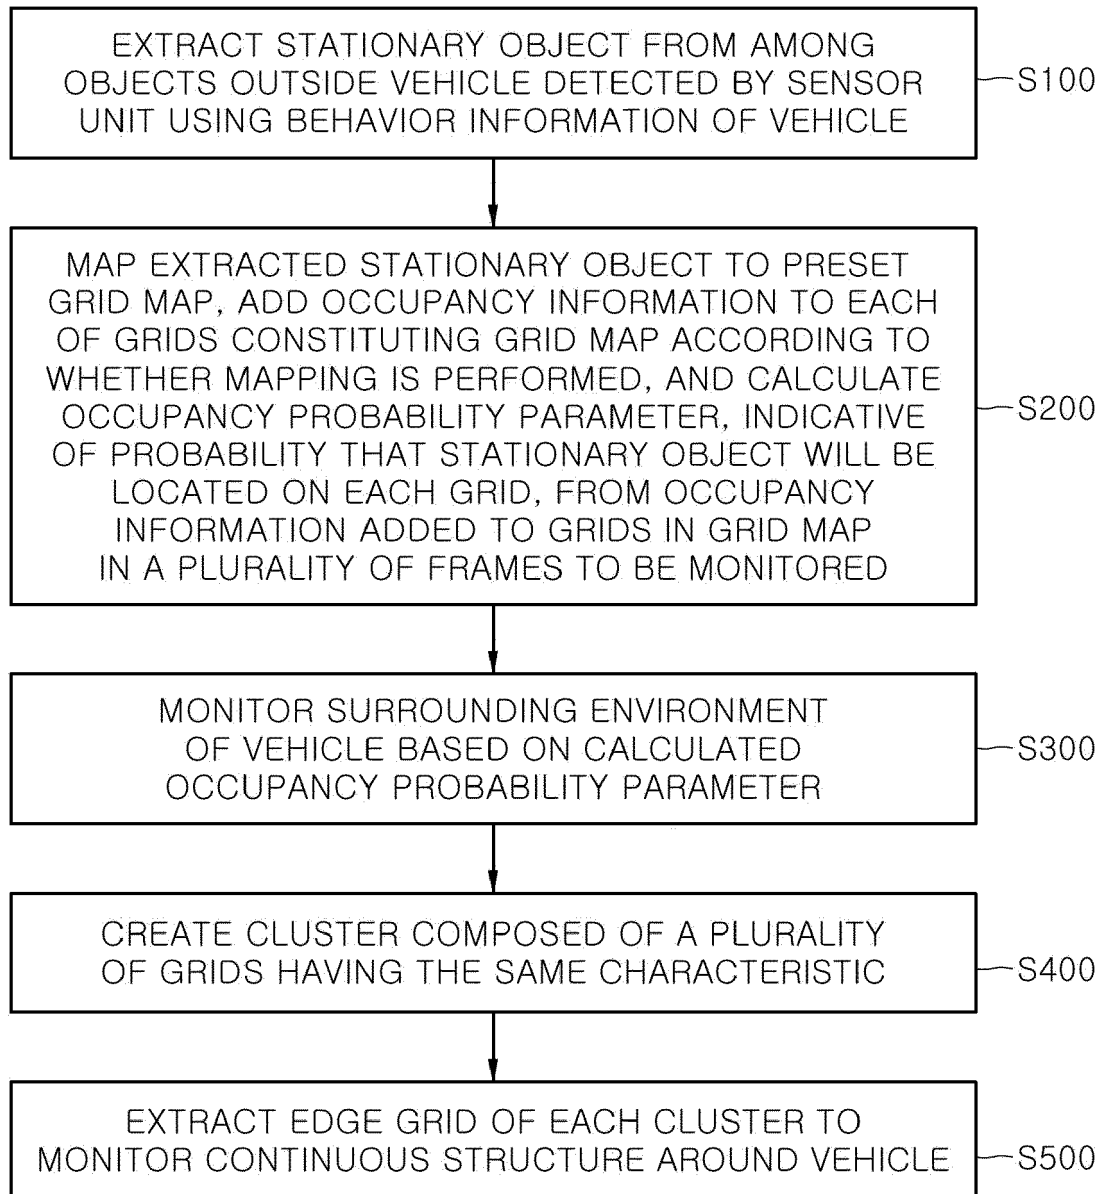 EXTRACT STATIONARY OBJECT FROM AMONG
OBJECTS OUTSIDE VEHICLE DETECTED BY SENSOR
UNIT USING BEHAVIOR INFORMATION OF VEHICLE
S100
MAP EXTRACTED STATIONARY OBJECT TO PRESET
GRID MAP, ADD OCCUPANCY INFORMATION TO EACH
OF GRIDS CONSTITUTING GRID MAP ACCORDING TO
WHETHER MAPPING IS PERFORMED, AND CALCULATE
OCCUPANCY PROBABILITY PARAMETER, INDICATIVE
OF PROBABILITY THAT STATIONARY OBJECT WILL BE
LOCATED ON EACH GRID, FROM OCCUPANCY
INFORMATION ADDED TO GRIDS IN GRID MAP
IN A PLURALITY OF FRAMES TO BE MONITORED
S200
MONITOR SURROUNDING ENVIRONMENT
OF VEHICLE BASED ON CALCULATED
OCCUPANCY PROBABILITY PARAMETER
S300
CREATE CLUSTER COMPOSED OF A PLURALITY
OF GRIDS HAVING THE SAME CHARACTERISTIC
S400
EXTRACT EDGE GRID OF EACH CLUSTER TO
MONITOR CONTINUOUS STRUCTURE AROUND VEHICLE
S500